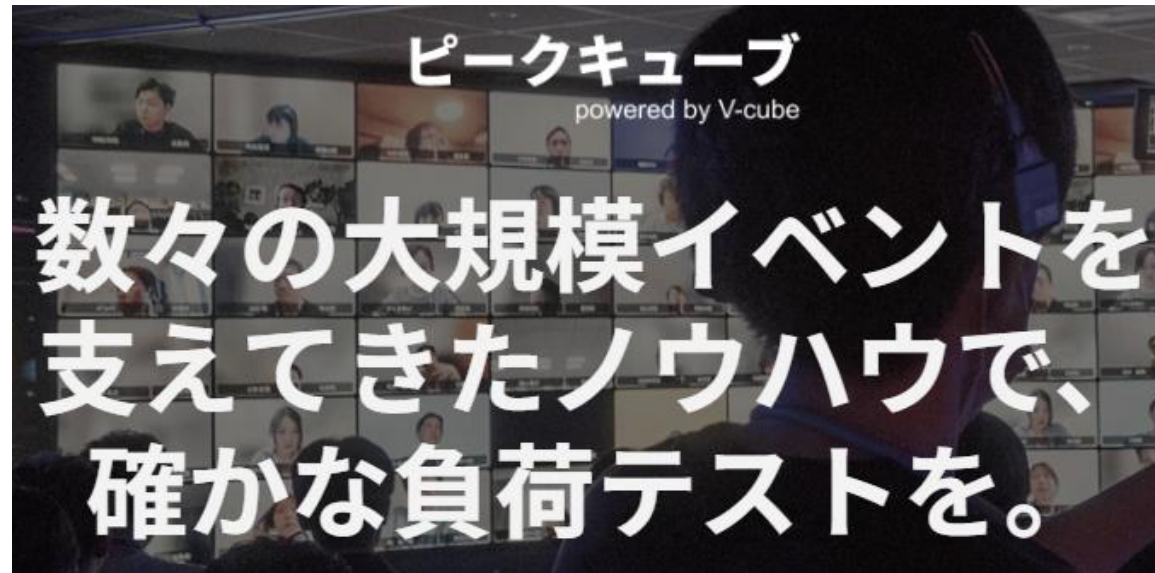 ピークキューブ
powered by V-cube
数々の大規模イベントを
支えてきたノウハウで、
確かな負荷テストを。